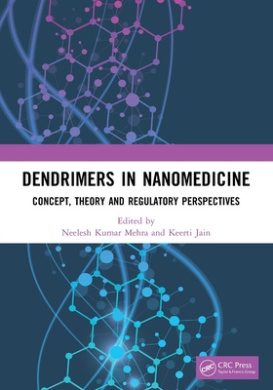 DENDRIMERS IN NANOMEDICINE
CONCEPT, THEORY AND REGULATORY PERSPECTIVES
Edited by
Neelesh Kumar Mehra and Keerti Jain
CRC Press
Taylor & Francis Group